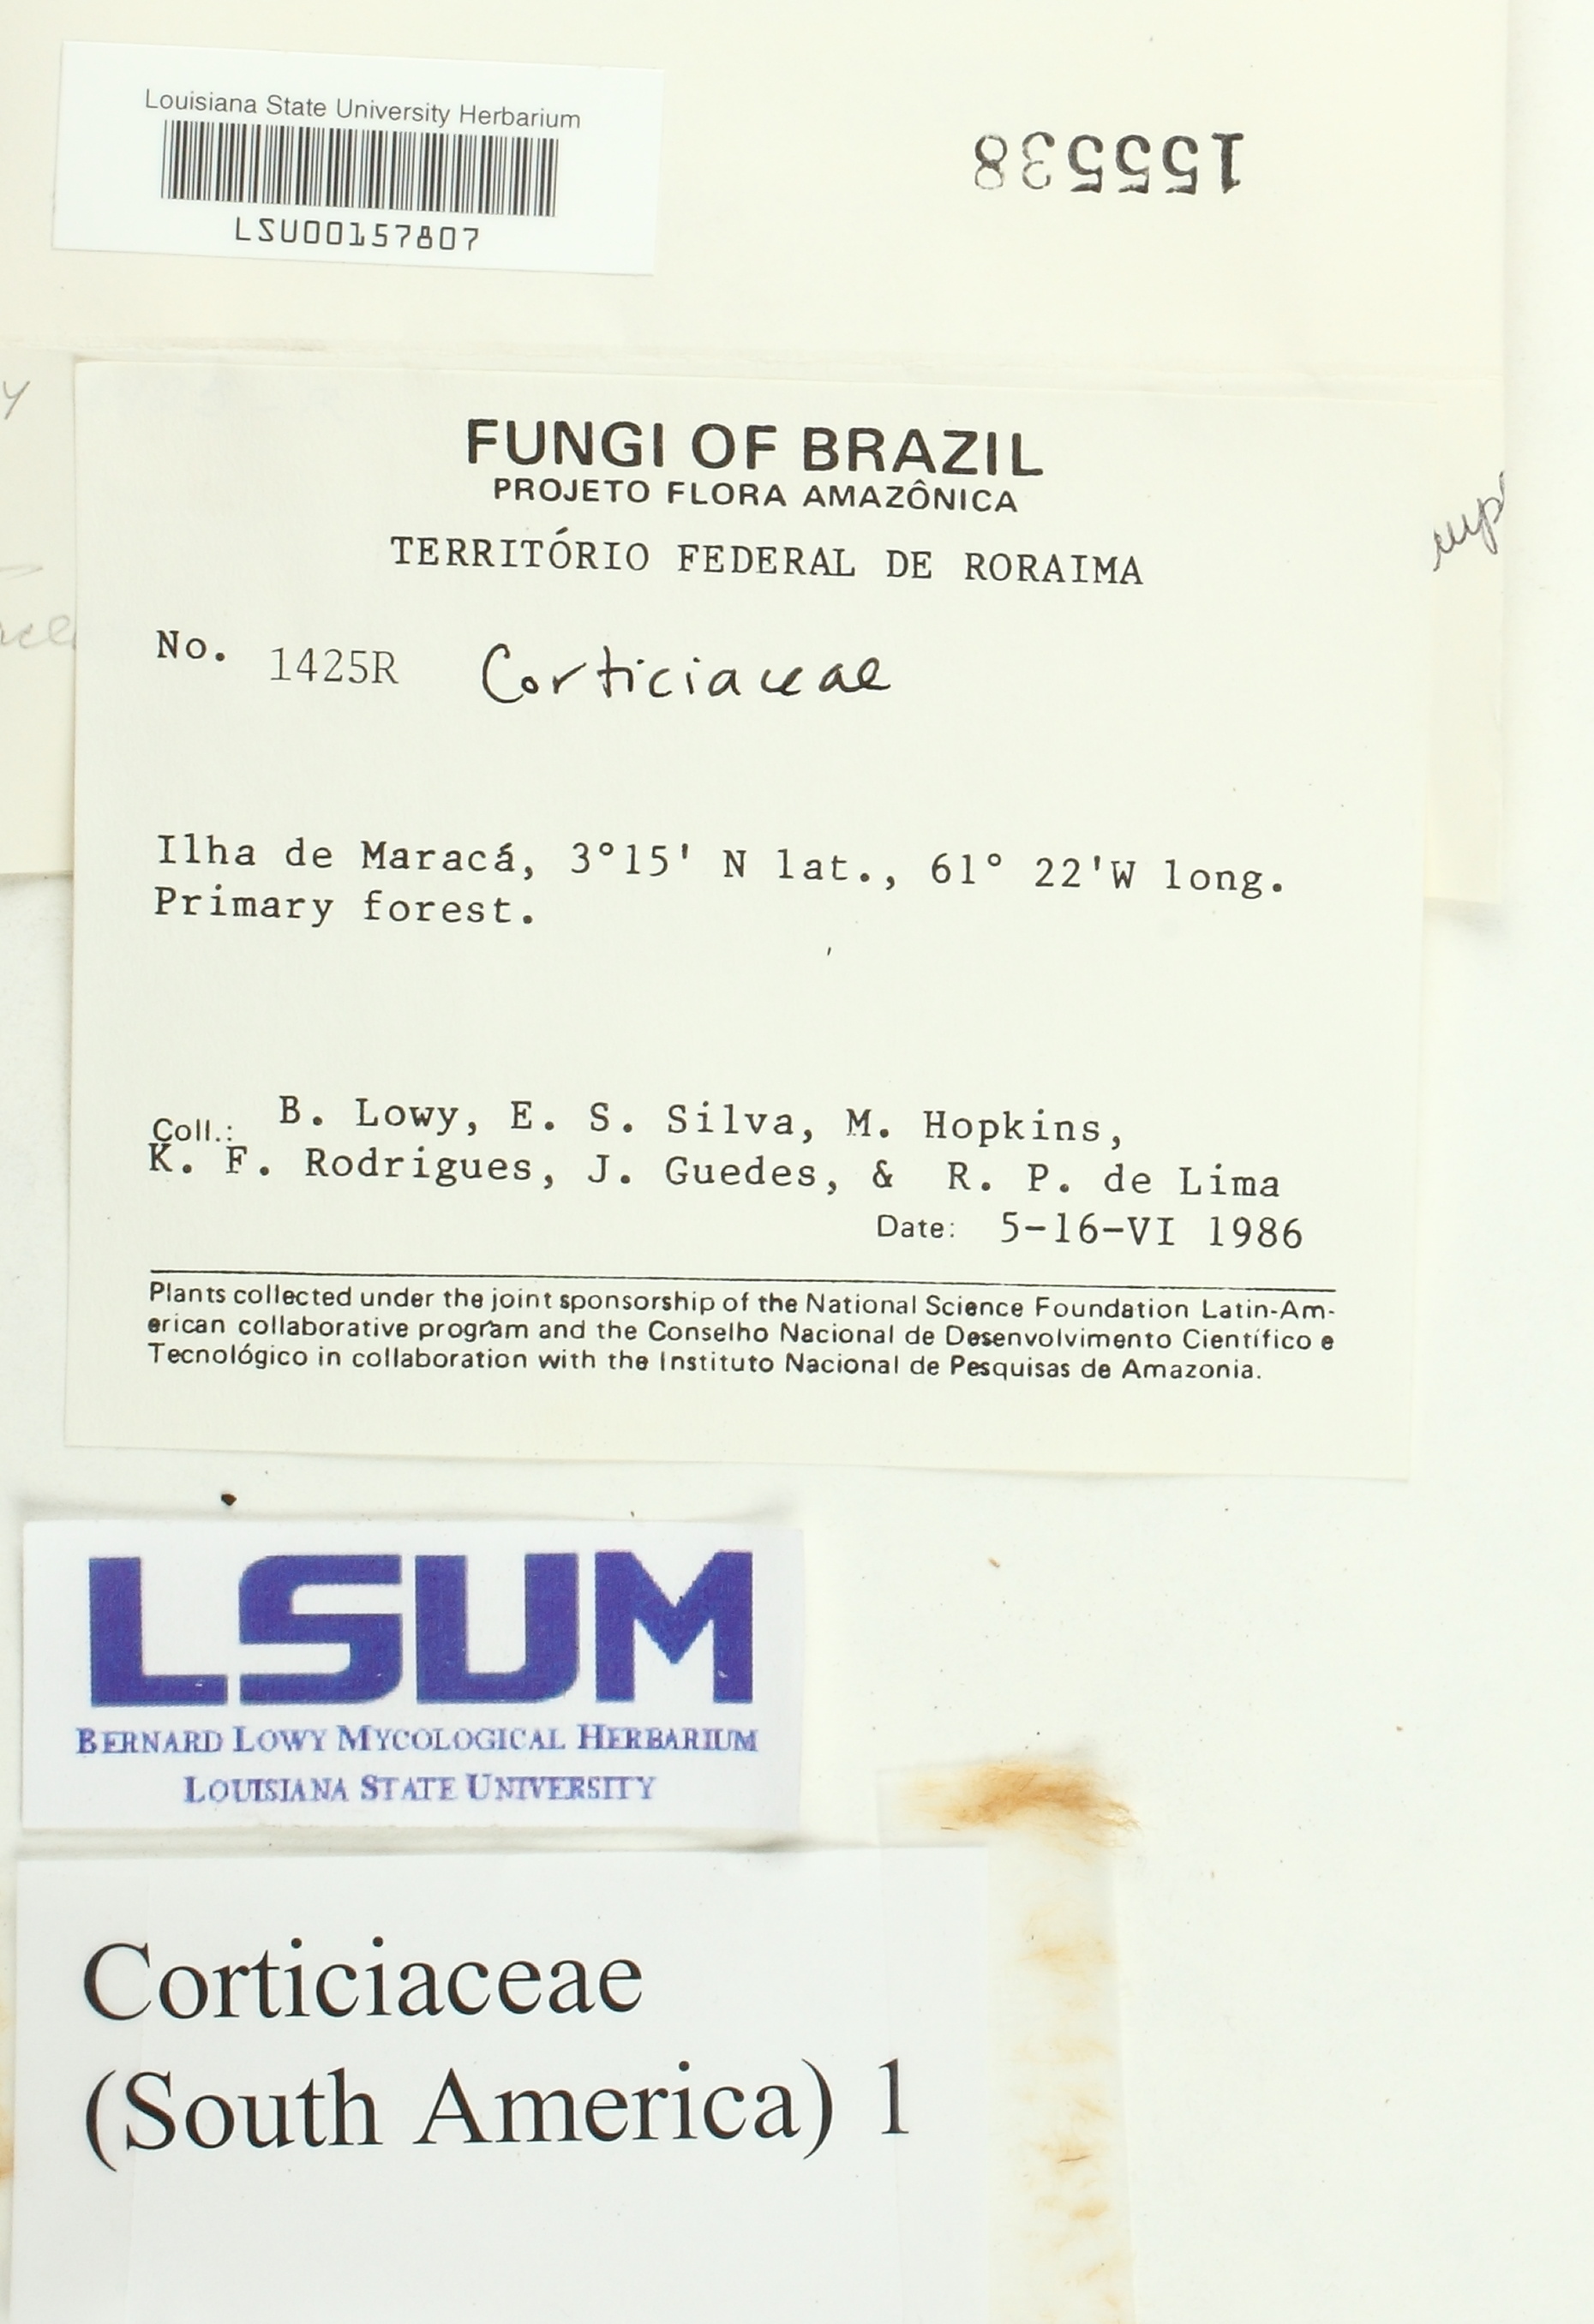 Louisiana State University Herbarium
LSU00157807
15538
FUNGI OF BRAZIL
PROJETO FLORA AMAZÔNICA
TERRITÓRIO FEDERAL DE RORAIMA
No. 1425R Corticiaceae
Ilha de Maracá, 3°15' N lat., 61° 22'W long.
Primary forest.
Coll.: B. Lowy, E. S. Silva, M. Hopkins,
K. F. Rodrigues, J. Guedes, & R. P. de Lima
Date: 5-16-VI 1986
Plants collected under the joint sponsorship of the National Science Foundation Latin-Am-
erican collaborative program and the Conselho Nacional de Desenvolvimento Científico e
Tecnológico in collaboration with the Instituto Nacional de Pesquisas de Amazonia.
LSUM
BERNARD LOWY MYCOLOGICAL HERBARIUM
LOUISIANA STATE UNIVERSITY
Corticiaceae
(South America) 1